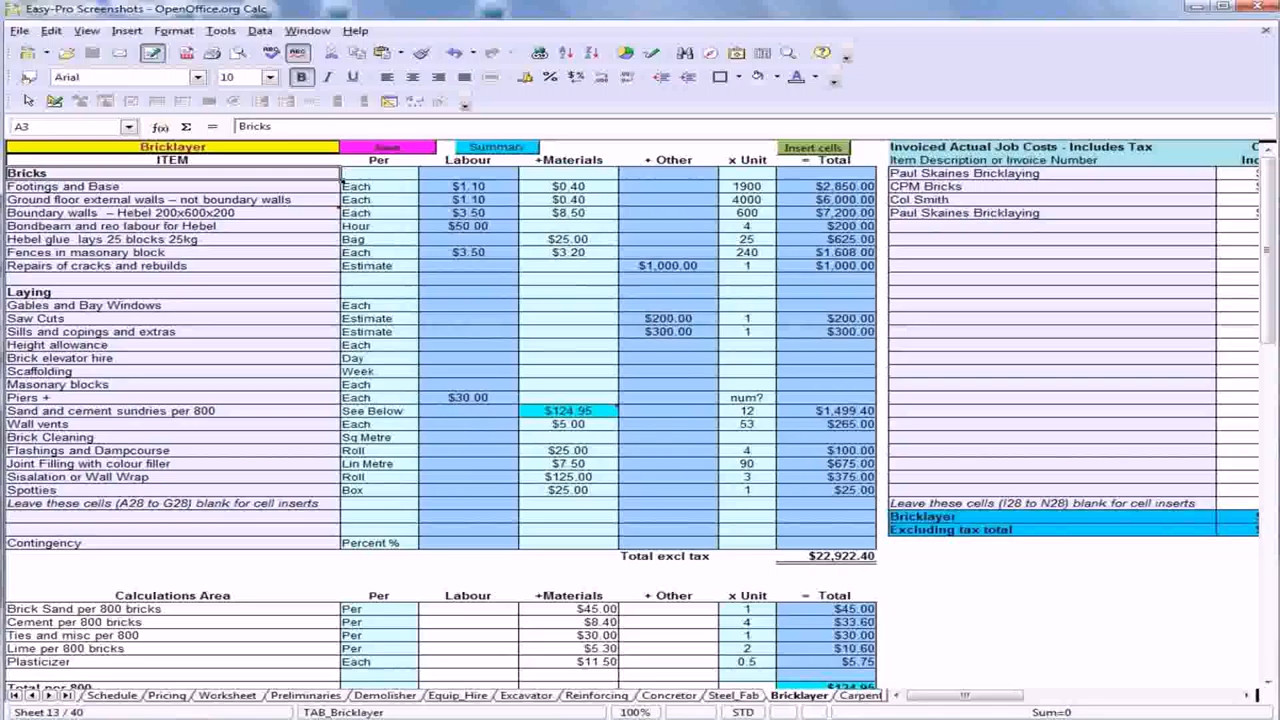 Easy-Pro Screenshots - OpenOffice.org Calc
File Edit View Insert Format Tools Data Window Help
Arial 10
A3 Bricks
Bricklayer Summary Insert cells Invoiced Actual Job Costs - Includes Tax
ITEM Per Labour +Materials + Other x Unit = Total Item Description or Invoice Number
Bricks Paul Skaines Bricklaying
Footings and Base Each $1.10 $0.40 1900 $2,850.00 CPM Bricks
Ground floor external walls – not boundary walls Each $1.10 $0.40 4000 $6,000.00 Col Smith
Boundary walls – Hebel 200x600x200 Each $3.50 $8.50 600 $7,200.00 Paul Skaines Bricklaying
Bondbeam and reo labour for Hebel Hour $50.00 4 $200.00
Hebel glue lays 25 blocks 25kg Bag $25.00 25 $625.00
Fences in masonary block Each $3.50 $3.20 240 $1,608.00
Repairs of cracks and rebuilds Estimate $1,000.00 1 $1,000.00
Laying
Gables and Bay Windows Each
Saw Cuts Estimate $200.00 1 $200.00
Sills and copings and extras Estimate $300.00 1 $300.00
Height allowance Each
Brick elevator hire Day
Scaffolding Week
Masonary blocks Each
Piers + Each $30.00 num?
Sand and cement sundries per 800 See Below $124.95 12 $1,499.40
Wall vents Each $5.00 53 $265.00
Brick Cleaning Sq Metre
Flashings and Dampcourse Roll $25.00 4 $100.00
Joint Filling with colour filler Lin Metre $7.50 90 $675.00
Sisalation or Wall Wrap Roll $125.00 3 $375.00
Spotties Box $25.00 1 $25.00
Leave these cells (A28 to G28) blank for cell inserts Leave these cells (I28 to N28) blank for cell inserts
Bricklayer
Excluding tax total
Contingency Percent %
Total excl tax $22,922.40
Calculations Area Per Labour +Materials + Other x Unit = Total
Brick Sand per 800 bricks Per $45.00 1 $45.00
Cement per 800 bricks Per $8.40 4 $33.60
Ties and misc per 800 Per $30.00 1 $30.00
Lime per 800 bricks Per $5.30 2 $10.60
Plasticizer Each $11.50 0.5 $5.75
Total per 800 $124.95
Schedule Pricing Worksheet Preliminaries Demolisher Equip_Hire Excavator Reinforcing Concretor Steel_Fab Bricklayer Carpent
Sheet 13 / 40 TAB_Bricklayer 100% STD Sum=0